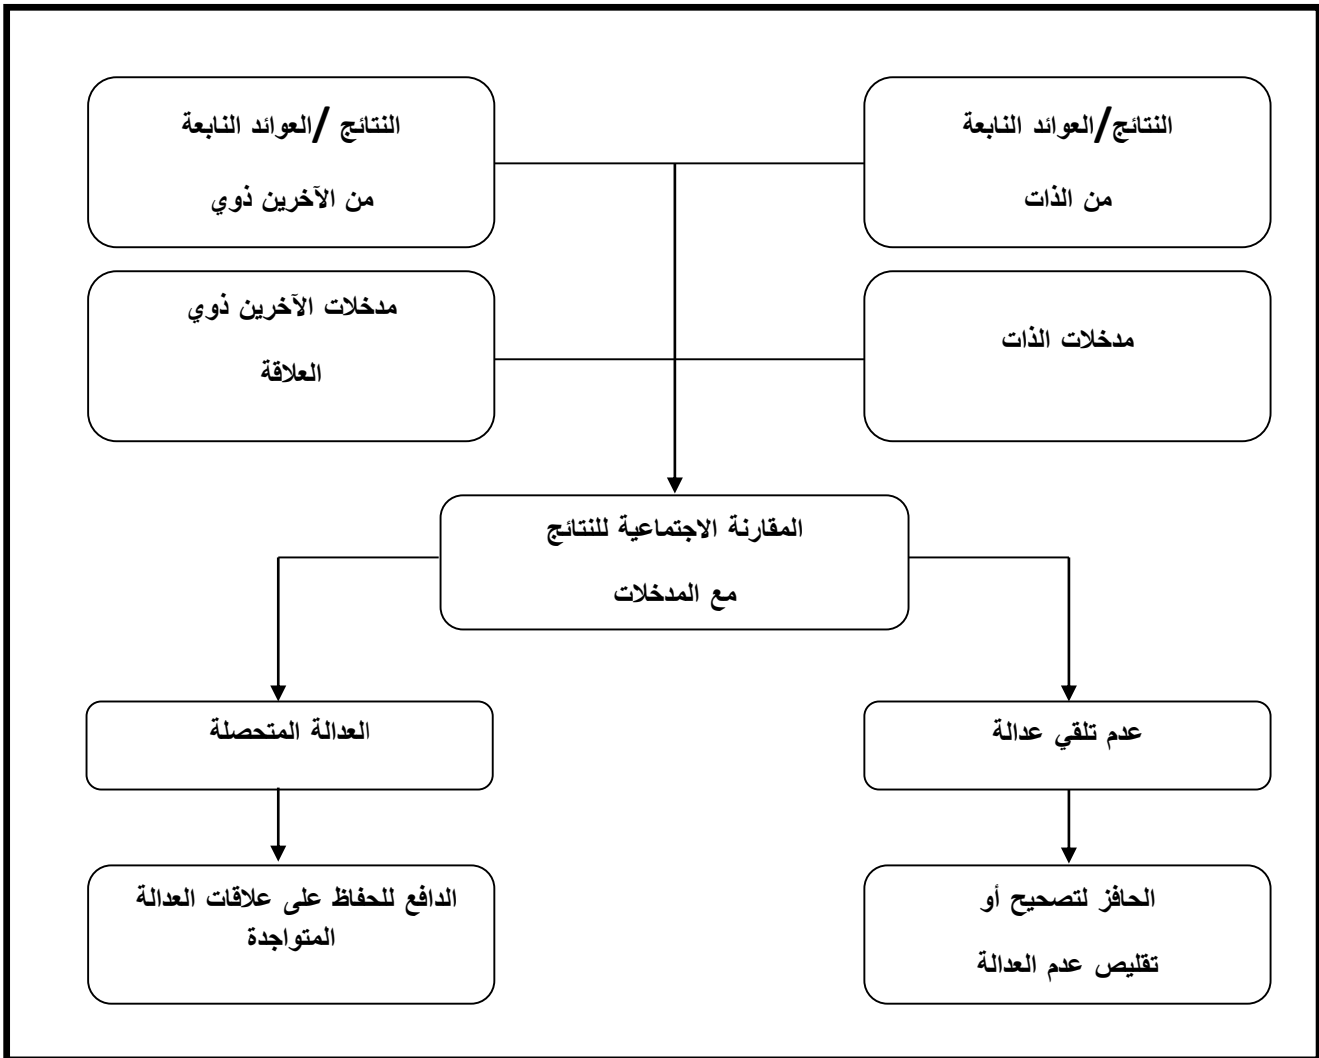 النتائج/العوائد النابعة
من الذات
النتائج /العوائد النابعة
من الآخرين ذوي
مدخلات الذات
مدخلات الآخرين ذوي
العلاقة
المقارنة الاجتماعية للنتائج
مع المدخلات
عدم تلقي عدالة
العدالة المتحصلة
الحافز لتصحيح أو
تقليص عدم العدالة
الدافع للحفاظ على علاقات العدالة
المتواجدة